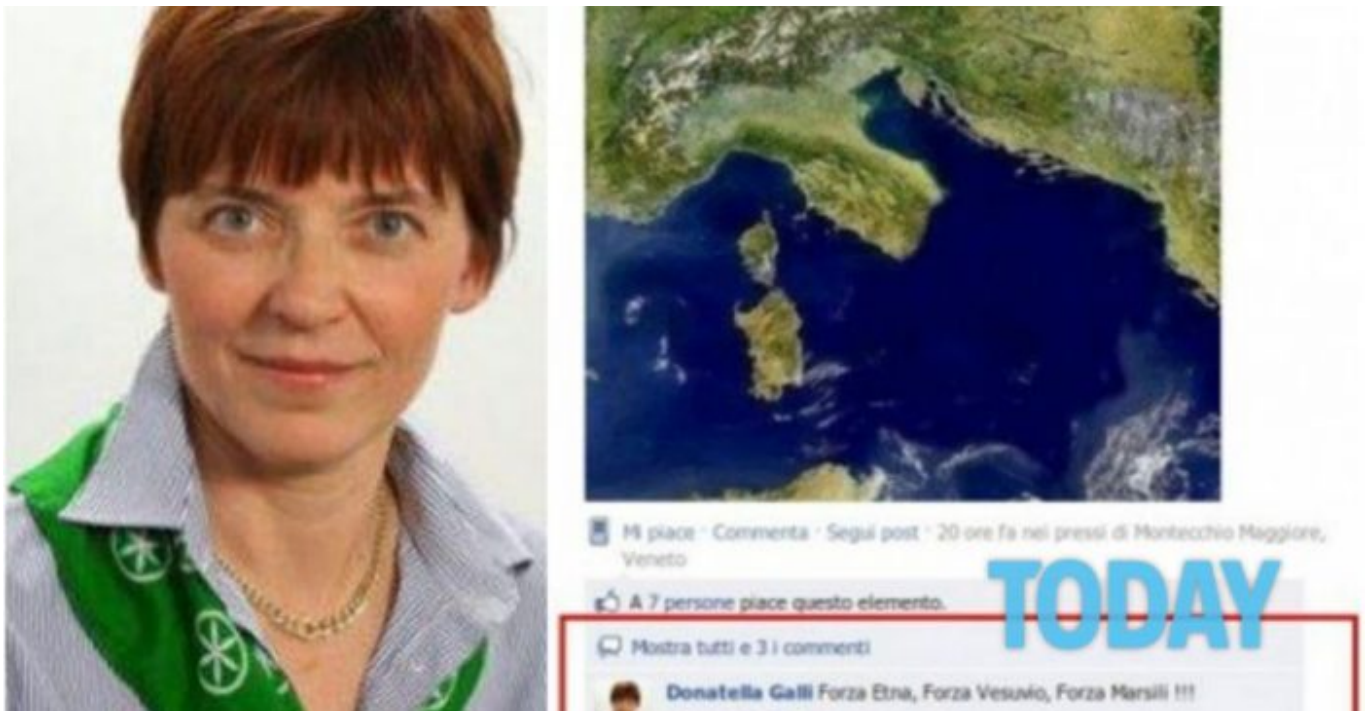 Mi piace · Commenta · Segui post · 20 ore fa nei pressi di Montecchio Maggiore,
Veneto
A 7 persone piace questo elemento.
TODAY
Mostra tutti e 3 i commenti
Donatella Galli Forza Etna, Forza Vesuvio, Forza Marsili !!!